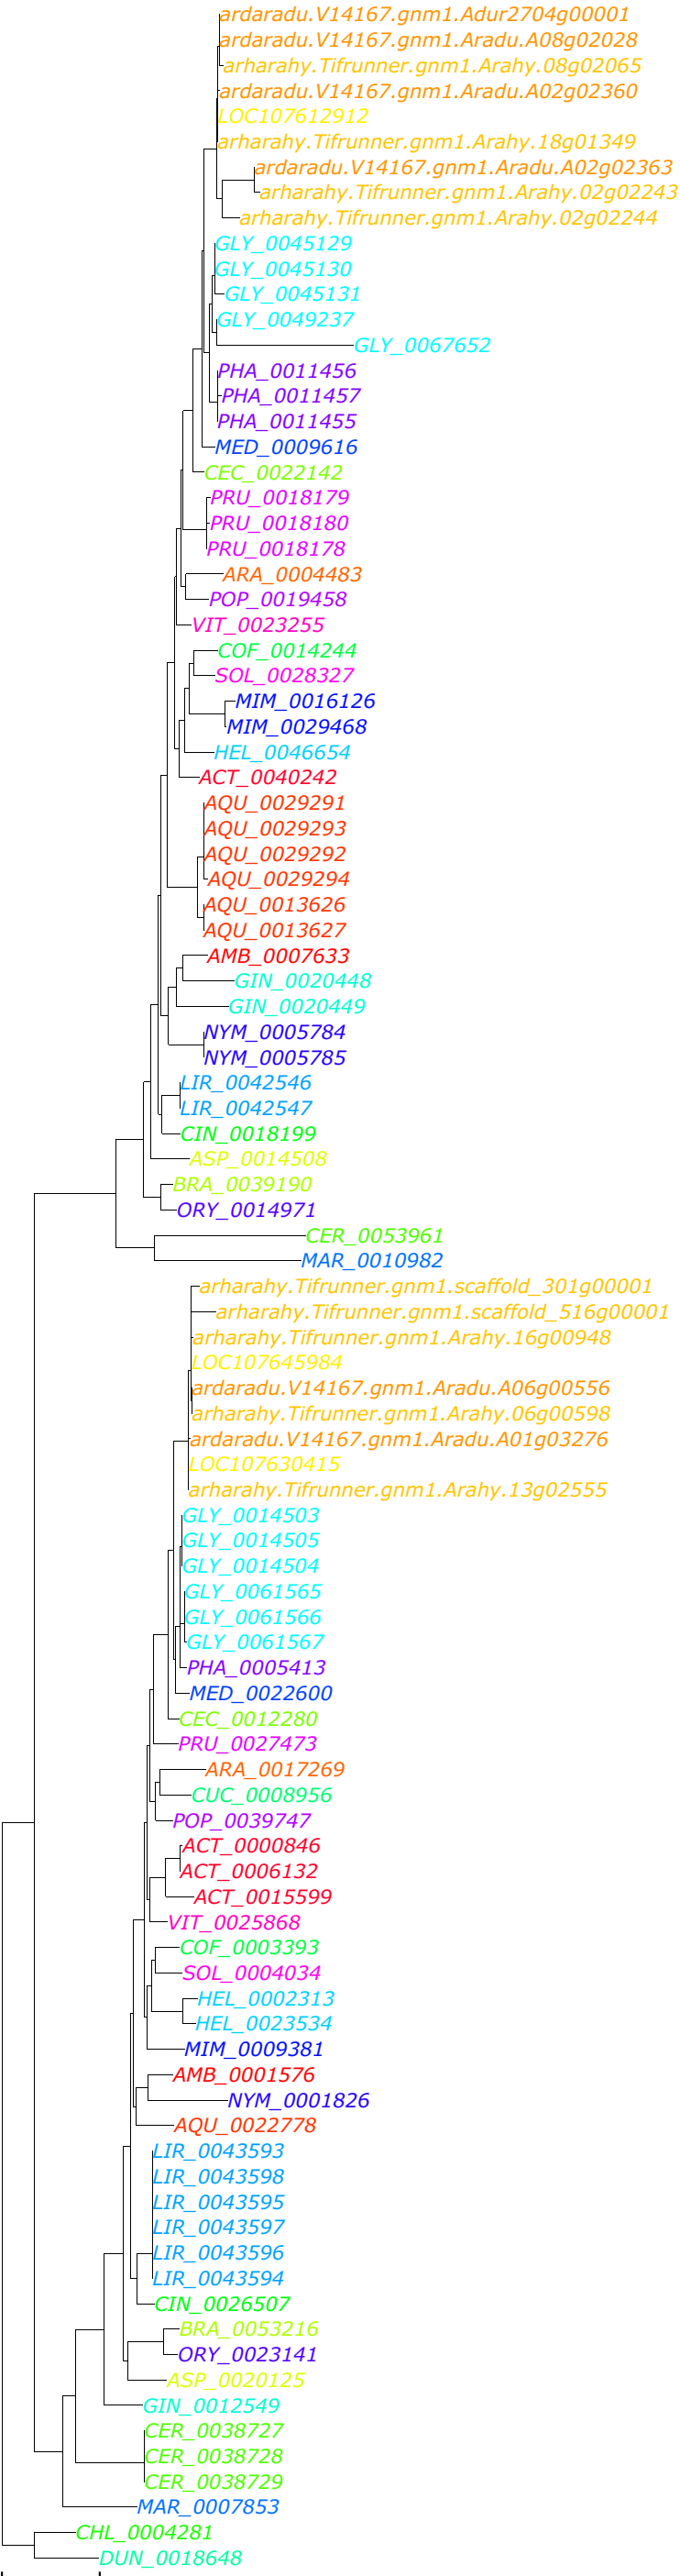 ardaradu.V14167.gnm1.Adur2704g00001
ardaradu.V14167.gnm1.Aradu.A08g02028
arharahy.Tifrunner.gnm1.Arahy.08g02065
ardaradu.V14167.gnm1.Aradu.A02g02360
LOC107612912
arharahy.Tifrunner.gnm1.Arahy.18g01349
ardaradu.V14167.gnm1.Aradu.A02g02363
arharahy.Tifrunner.gnm1.Arahy.02g02243
arharahy.Tifrunner.gnm1.Arahy.02g02244
GLY_0045129
GLY_0045130
GLY_0045131
GLY_0049237
GLY_0067652
PHA_0011456
PHA_0011457
PHA_0011455
MED_0009616
CEC_0022142
PRU_0018179
PRU_0018180
PRU_0018178
ARA_0004483
POP_0019458
VIT_0023255
COF_0014244
SOL_0028327
MIM_0016126
MIM_0029468
HEL_0046654
ACT_0040242
AQU_0029291
AQU_0029293
AQU_0029292
AQU_0029294
AQU_0013626
AQU_0013627
AMB_0007633
GIN_0020448
GIN_0020449
NYM_0005784
NYM_0005785
LIR_0042546
LIR_0042547
CIN_0018199
ASP_0014508
BRA_0039190
ORY_0014971
CER_0053961
MAR_0010982
arharahy.Tifrunner.gnm1.scaffold_301g00001
arharahy.Tifrunner.gnm1.scaffold_516g00001
arharahy.Tifrunner.gnm1.Arahy.16g00948
LOC107645984
ardaradu.V14167.gnm1.Aradu.A06g00556
arharahy.Tifrunner.gnm1.Arahy.06g00598
ardaradu.V14167.gnm1.Aradu.A01g03276
LOC107630415
arharahy.Tifrunner.gnm1.Arahy.13g02555
GLY_0014503
GLY_0014505
GLY_0014504
GLY_0061565
GLY_0061566
GLY_0061567
PHA_0005413
MED_0022600
CEC_0012280
PRU_0027473
ARA_0017269
CUC_0008956
POP_0039747
ACT_0000846
ACT_0006132
ACT_0015599
VIT_0025868
COF_0003393
SOL_0004034
HEL_0002313
HEL_0023534
MIM_0009381
AMB_0001576
NYM_0001826
AQU_0022778
LIR_0043593
LIR_0043598
LIR_0043595
LIR_0043597
LIR_0043596
LIR_0043594
CIN_0026507
BRA_0053216
ORY_0023141
ASP_0020125
GIN_0012549
CER_0038727
CER_0038728
CER_0038729
MAR_0007853
CHL_0004281
DUN_0018648